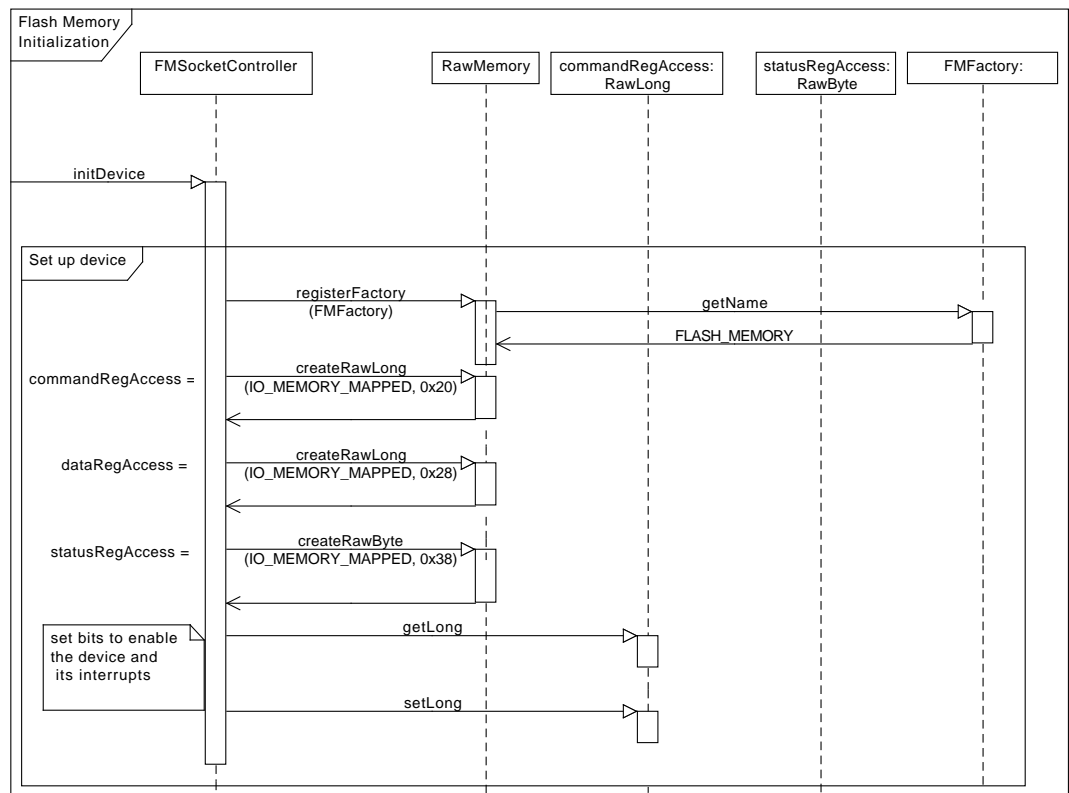 Flash Memory
Initialization
FMSocketController
RawMemory
commandRegAccess:
RawLong
statusRegAccess:
RawByte
FMFactory:
initDevice
Set up device
registerFactory
(FMFactory)
getName
FLASH_MEMORY
commandRegAccess =
createRawLong
(IO_MEMORY_MAPPED, 0x20)
dataRegAccess =
createRawLong
(IO_MEMORY_MAPPED, 0x28)
statusRegAccess =
createRawByte
(IO_MEMORY_MAPPED, 0x38)
set bits to enable
the device and
its interrupts
getLong
setLong